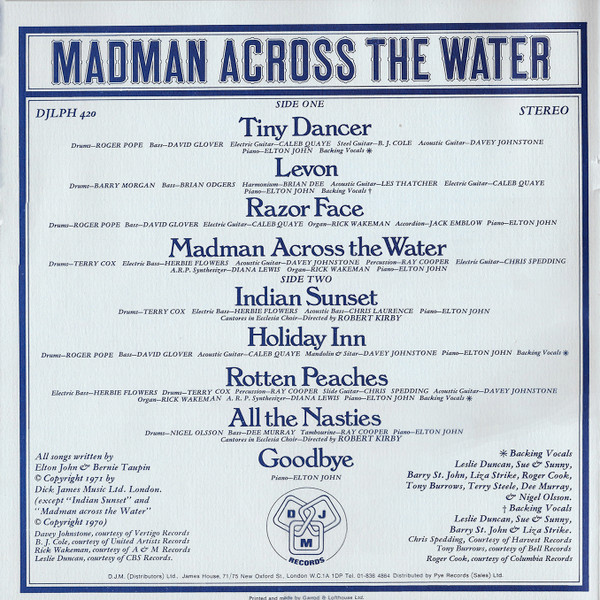 MADMAN ACROSS THE WATER
SIDE ONE
DJLPH 420
STEREO
Tiny Dancer
Drums—ROGER POPE Bass—DAVID GLOVER Electric Guitar—CALEB QUAYE Steel Guitar—B. J. COLE Acoustic Guitar—DAVEY JOHNSTONE
Piano—ELTON JOHN Backing Vocals *
Levon
Drums—BARRY MORGAN Bass—BRIAN ODGERS Harmonium—BRIAN DEE Acoustic Guitar—LES THATCHER Electric Guitar—CALEB QUAYE
Piano—ELTON JOHN Backing Vocals †
Razor Face
Drums—ROGER POPE Bass—DAVID GLOVER Electric Guitar—CALEB QUAYE Organ—RICK WAKEMAN Accordion—JACK EMBLOW Piano—ELTON JOHN
Madman Across the Water
Drums—TERRY COX Electric Bass—HERBIE FLOWERS Acoustic Guitar—DAVEY JOHNSTONE Percussion—RAY COOPER Electric Guitar—CHRIS SPEDDING
A.R.P. Synthesizer—DIANA LEWIS Organ—RICK WAKEMAN Piano—ELTON JOHN
SIDE TWO
Indian Sunset
Drums—TERRY COX Electric Bass—HERBIE FLOWERS Acoustic Bass—CHRIS LAURENCE Piano—ELTON JOHN
Cantores in Ecclesia Choir—Directed by ROBERT KIRBY
Holiday Inn
Drums—ROGER POPE Bass—DAVID GLOVER Acoustic Guitar—CALEB QUAYE Mandolin & Sitar—DAVEY JOHNSTONE Piano—ELTON JOHN Backing Vocals *
Rotten Peaches
Electric Bass—HERBIE FLOWERS Drums—TERRY COX Percussion—RAY COOPER Slide Guitar—CHRIS SPEDDING Acoustic Guitar—DAVEY JOHNSTONE
Organ—RICK WAKEMAN A. R. P. Synthesizer—DIANA LEWIS Piano—ELTON JOHN Backing Vocals *
All the Nasties
Drums—NIGEL OLSSON Bass—DEE MURRAY Tambourine—RAY COOPER Piano—ELTON JOHN
Cantores in Ecclesia Choir—Directed by ROBERT KIRBY
Goodbye
Piano—ELTON JOHN
All songs written by
Elton John & Bernie Taupin
© Copyright 1971 by
Dick James Music Ltd. London.
(except "Indian Sunset" and
"Madman across the Water"
© Copyright 1970)
Davey Johnstone, courtesy of Vertigo Records
B. J. Cole, courtesy of United Artists Records
Rick Wakeman, courtesy of A & M Records
Leslie Duncan, courtesy of CBS Records.
DJM
RECORDS
* Backing Vocals
Leslie Duncan, Sue & Sunny,
Barry St. John, Liza Strike, Roger Cook,
Tony Burrows, Terry Steele, Dee Murray,
& Nigel Olsson.
† Backing Vocals
Leslie Duncan, Sue & Sunny,
Barry St. John & Liza Strike.
Chris Spedding, Courtesy of Harvest Records
Tony Burrows, courtesy of Bell Records
Roger Cook, courtesy of Columbia Records
D.J.M. (Distributors) Ltd., James House, 71/75 New Oxford St., London W.C.1A 1DP Tel. 01-836 4864 Distributed by Pye Records (Sales) Ltd.
Printed and made by Garrod & Lofthouse Ltd.